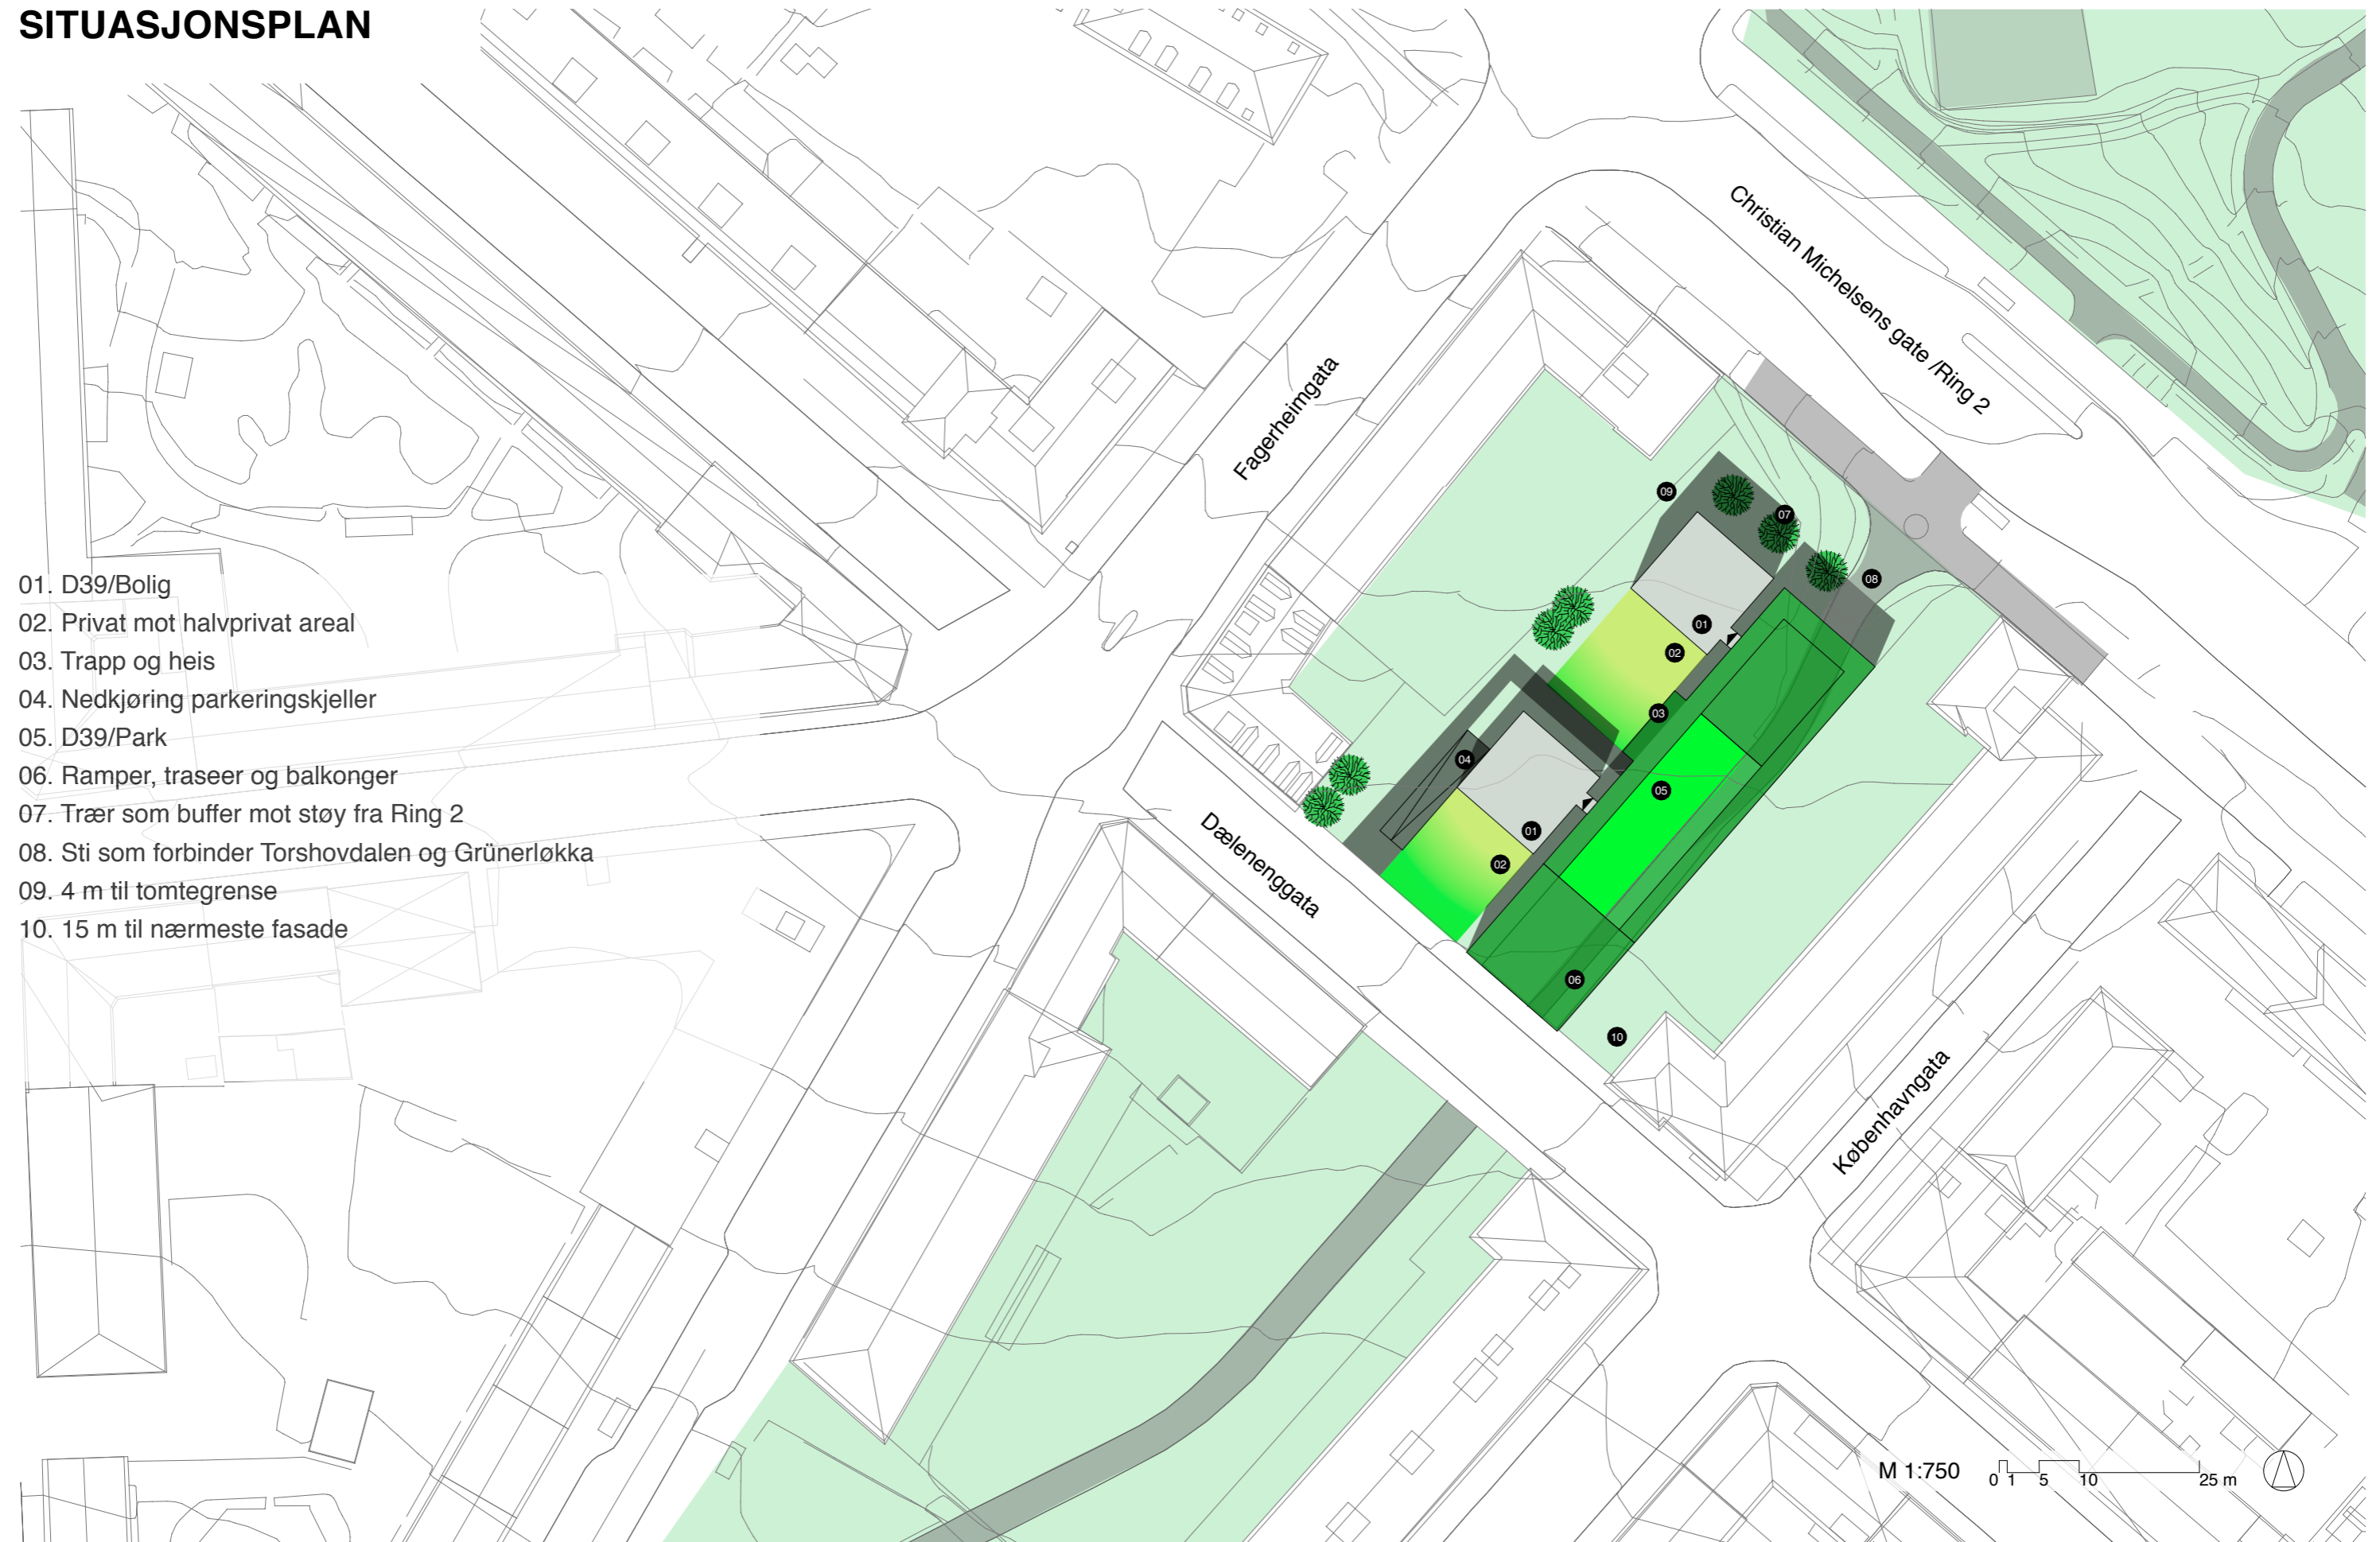 SITUASJONSPLAN
Christian Michelsens gate /Ring 2
Fagerheimgata
09
07
08
01
02
03
04
05
01
02
06
10
Dælenenggata
Københavngata
01. D39/Bolig
02. Privat mot halvprivat areal
03. Trapp og heis
04. Nedkjøring parkeringskjeller
05. D39/Park
06. Ramper, traseer og balkonger
07. Trær som buffer mot støy fra Ring 2
08. Sti som forbinder Torshovdalen og Grünerløkka
09. 4 m til tomtegrense
10. 15 m til nærmeste fasade
M 1:750
0 1 5 10 25 m